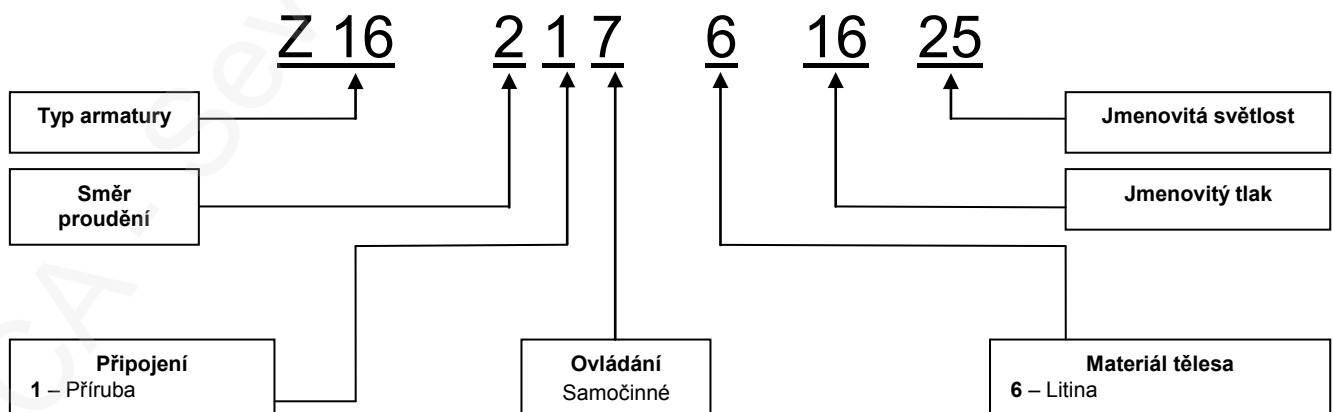 Z 16 2 1 7 6 16 25
Typ armatury
Jmenovitá světlost
Směr
proudění
Jmenovitý tlak
Připojení
1 – Příruba
Ovládání
Samočinné
Materiál tělesa
6 – Litina